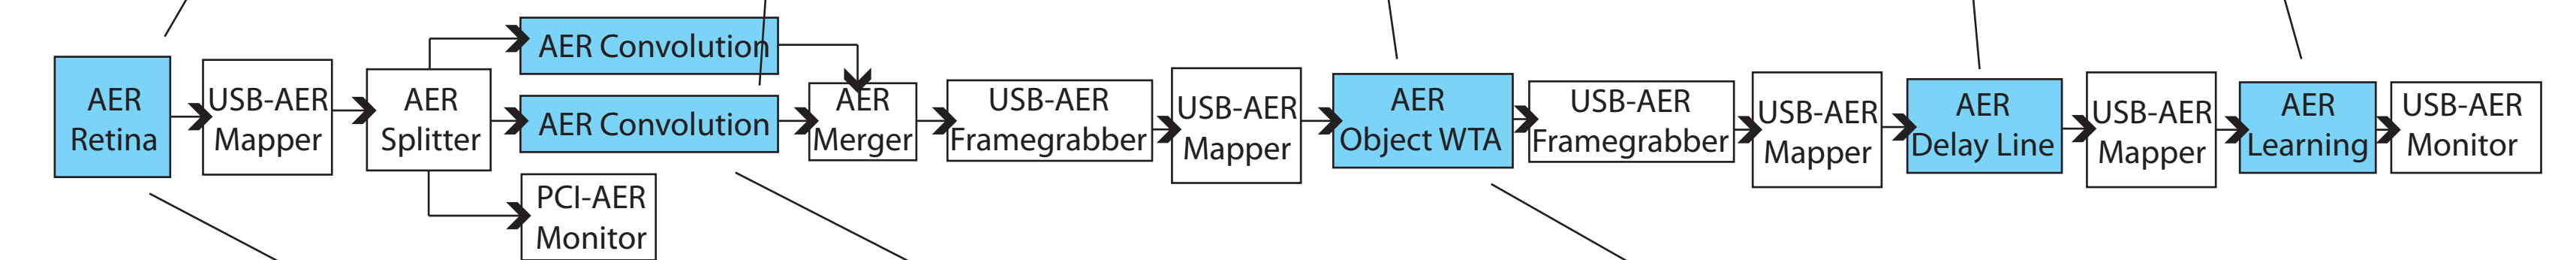 AER
Retina
USB-AER
Mapper
AER
Splitter
AER Convolution
AER Convolution
PCI-AER
Monitor
AER
Merger
USB-AER
Framegrabber
USB-AER
Mapper
AER
Object WTA
USB-AER
Framegrabber
USB-AER
Mapper
AER
Delay Line
USB-AER
Mapper
AER
Learning
USB-AER
Monitor